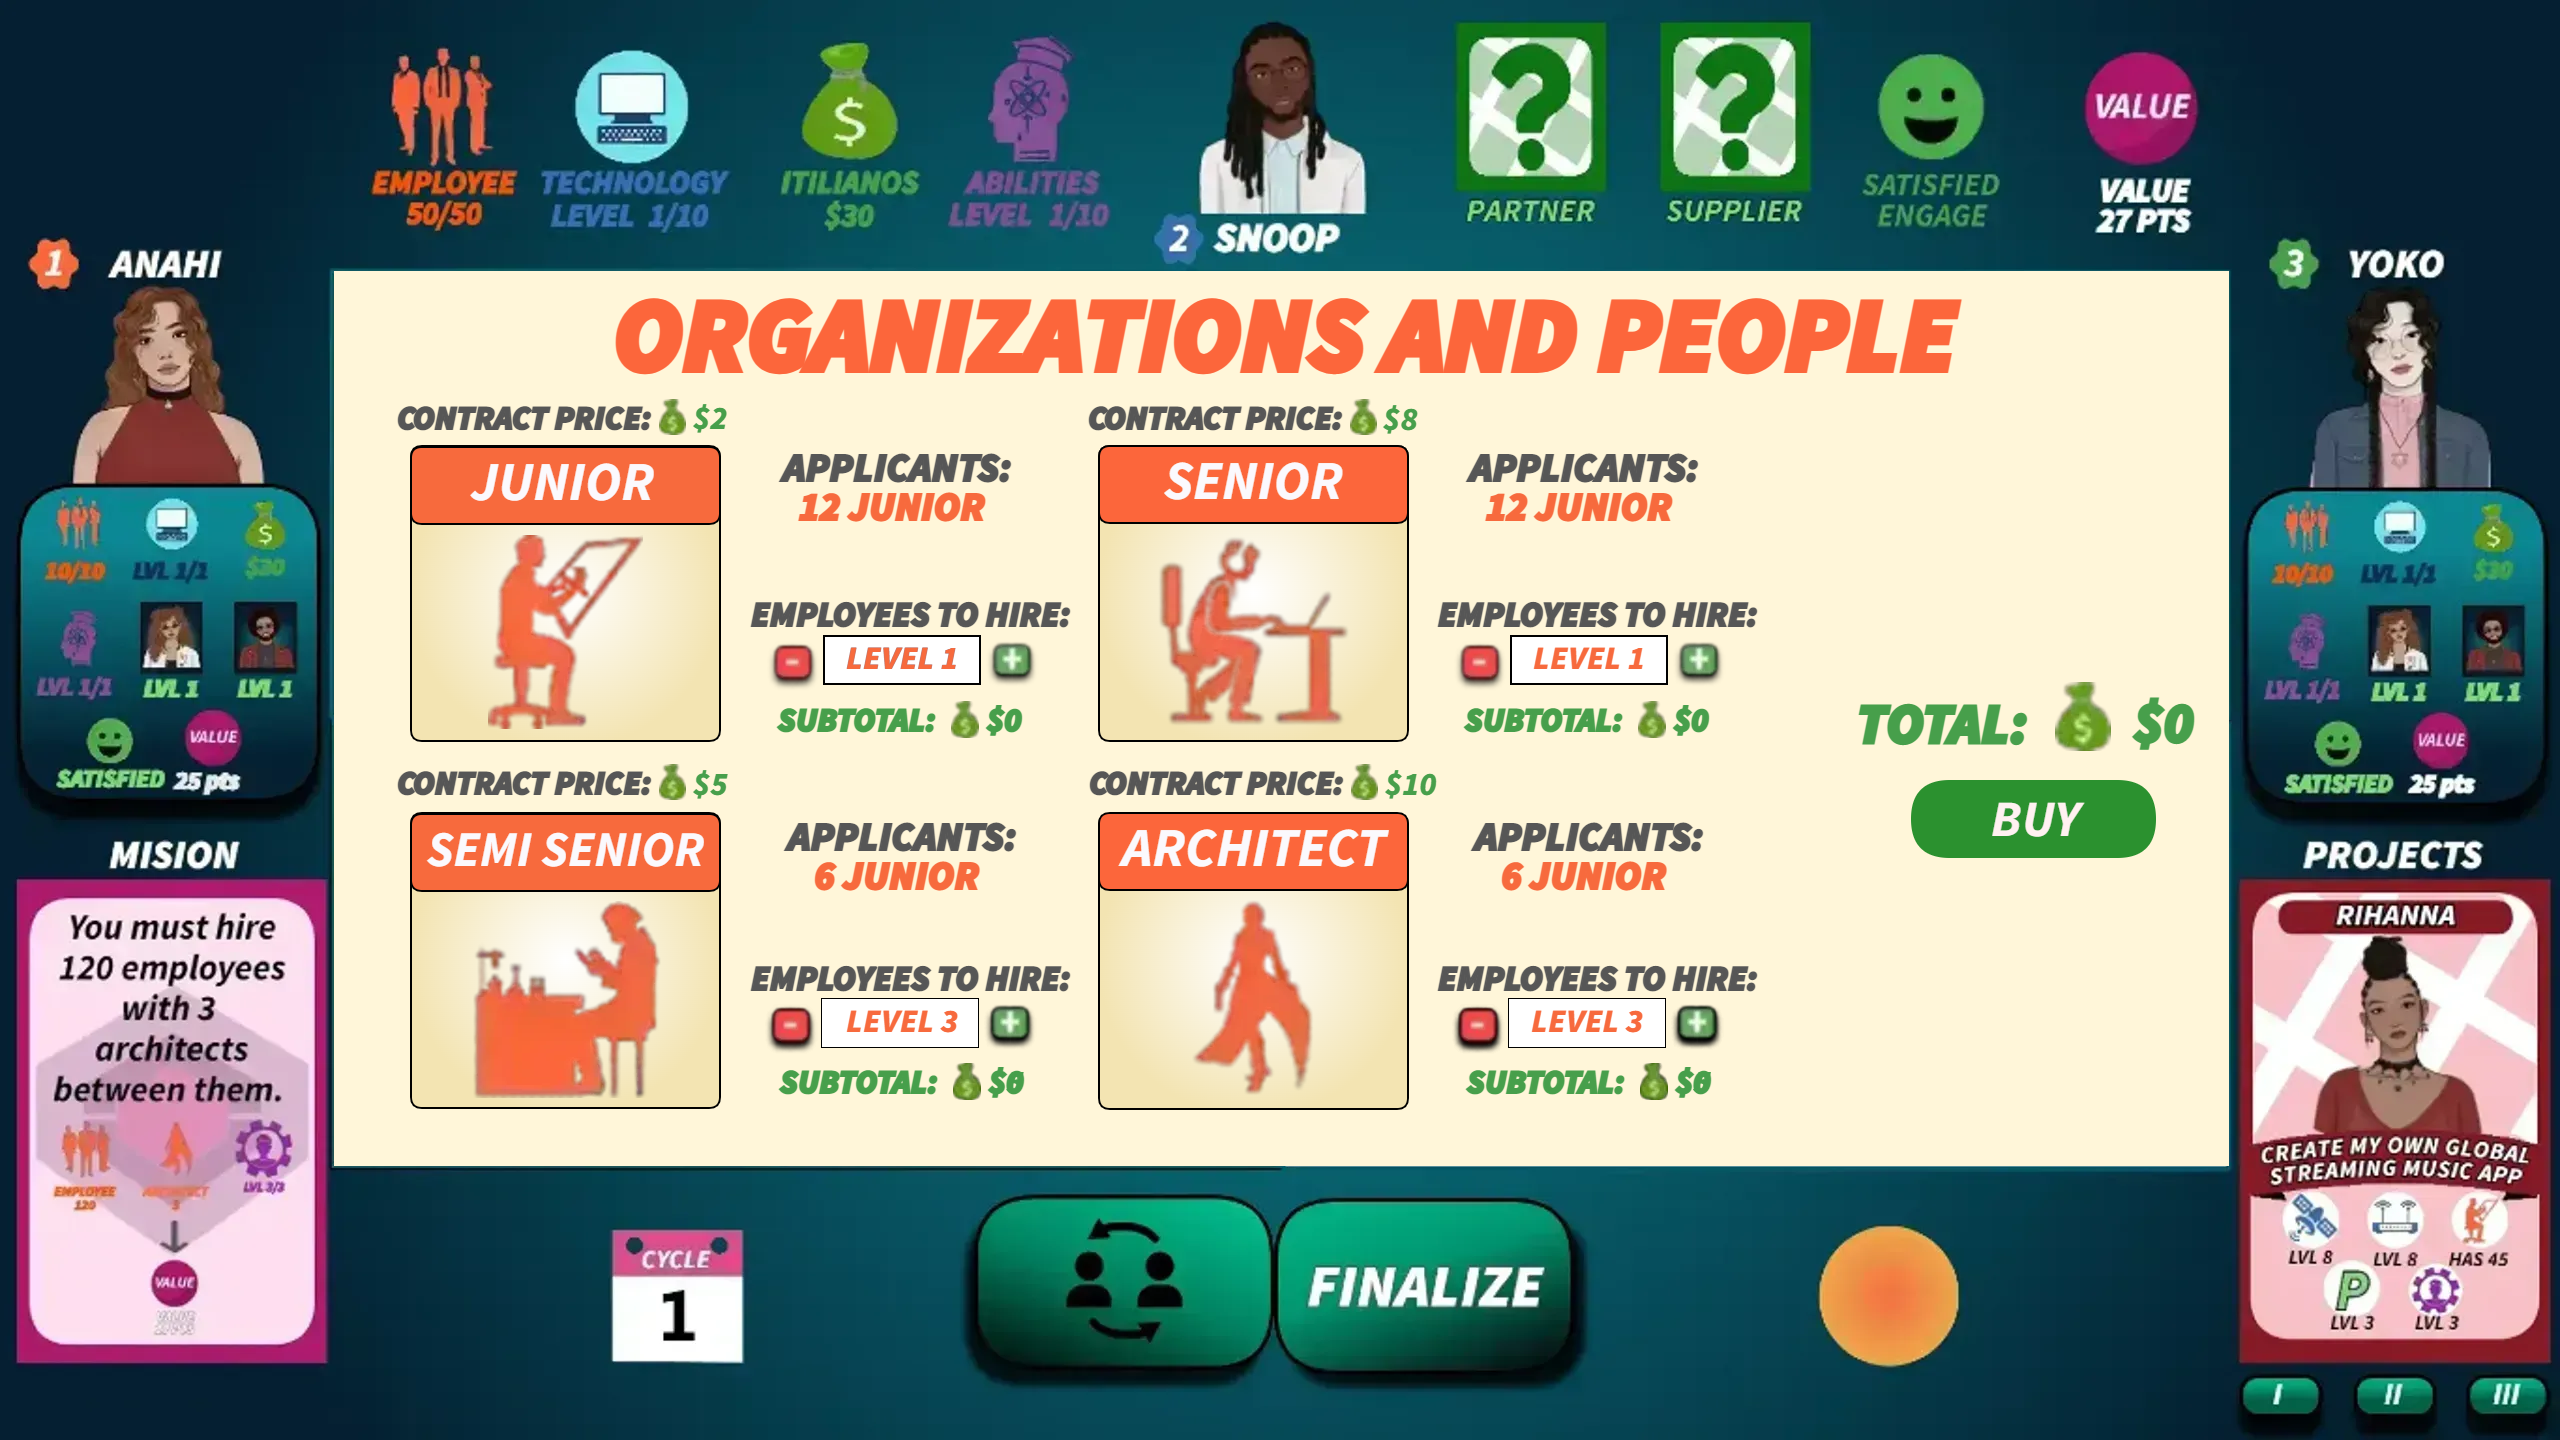 EMPLOYEE
50/50
TECHNOLOGY
LEVEL 1/10
$
ITILIANOS
$30
ABILITIES
LEVEL 1/10
2 SNOOP
?
PARTNER
?
SUPPLIER
SATISFIED
ENGAGE
VALUE
VALUE
27 PTS
1 ANAHI
10/10
LVL 1/1
$
$30
LVL 1/1
LVL 1
LVL 1
VALUE
SATISFIED 25 pts
MISION
You must hire
120 employees
with 3
architects
between them.
EMPLOYEE
120
ARCHITECT
3
LVL 3/3
VALUE
ORGANIZATIONS AND PEOPLE
CONTRACT PRICE: $2
JUNIOR
APPLICANTS:
12 JUNIOR
EMPLOYEES TO HIRE:
- LEVEL 1 +
SUBTOTAL: $0
CONTRACT PRICE: $8
SENIOR
APPLICANTS:
12 JUNIOR
EMPLOYEES TO HIRE:
- LEVEL 1 +
SUBTOTAL: $0
CONTRACT PRICE: $5
SEMI SENIOR
APPLICANTS:
6 JUNIOR
EMPLOYEES TO HIRE:
- LEVEL 3 +
SUBTOTAL: $0
CONTRACT PRICE: $10
ARCHITECT
APPLICANTS:
6 JUNIOR
EMPLOYEES TO HIRE:
- LEVEL 3 +
SUBTOTAL: $0
TOTAL: $0
BUY
3 YOKO
10/10
LVL 1/1
$
$30
LVL 1/1
LVL 1
LVL 1
VALUE
SATISFIED 25 pts
PROJECTS
RIHANNA
CREATE MY OWN GLOBAL
STREAMING MUSIC APP
LVL 8
LVL 8
HAS 45
P
LVL 3
LVL 3
I II III
CYCLE
1
FINALIZE